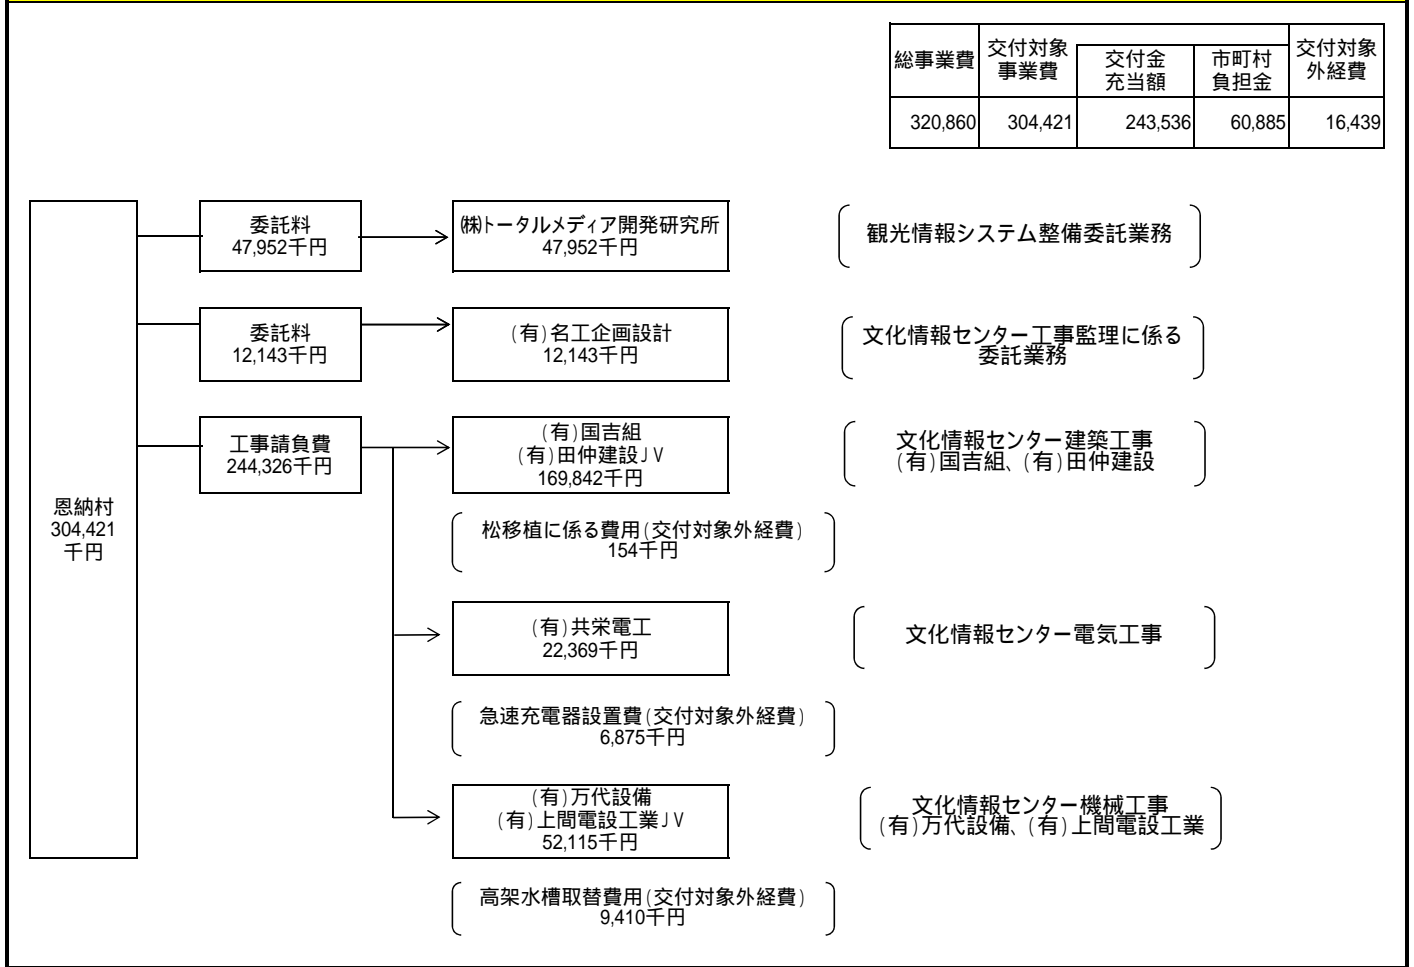 総事業費
交付対象
事業費
交付金
充当額
市町村
負担金
交付対象
外経費
320,860 304,421 243,536 60,885 16,439
恩納村
304,421
千円
委託料
47,952千円
㈱トータルメディア開発研究所
47,952千円
観光情報システム整備委託業務
委託料
12,143千円
(有)名工企画設計
12,143千円
文化情報センター工事監理に係る
委託業務
工事請負費
244,326千円
(有)国吉組
(有)田仲建設JV
169,842千円
文化情報センター建築工事
(有)国吉組、(有)田仲建設
松移植に係る費用(交付対象外経費)
154千円
(有)共栄電工
22,369千円
文化情報センター電気工事
急速充電器設置費(交付対象外経費)
6,875千円
(有)万代設備
(有)上間電設工業JV
52,115千円
文化情報センター機械工事
(有)万代設備、(有)上間電設工業
高架水槽取替費用(交付対象外経費)
9,410千円